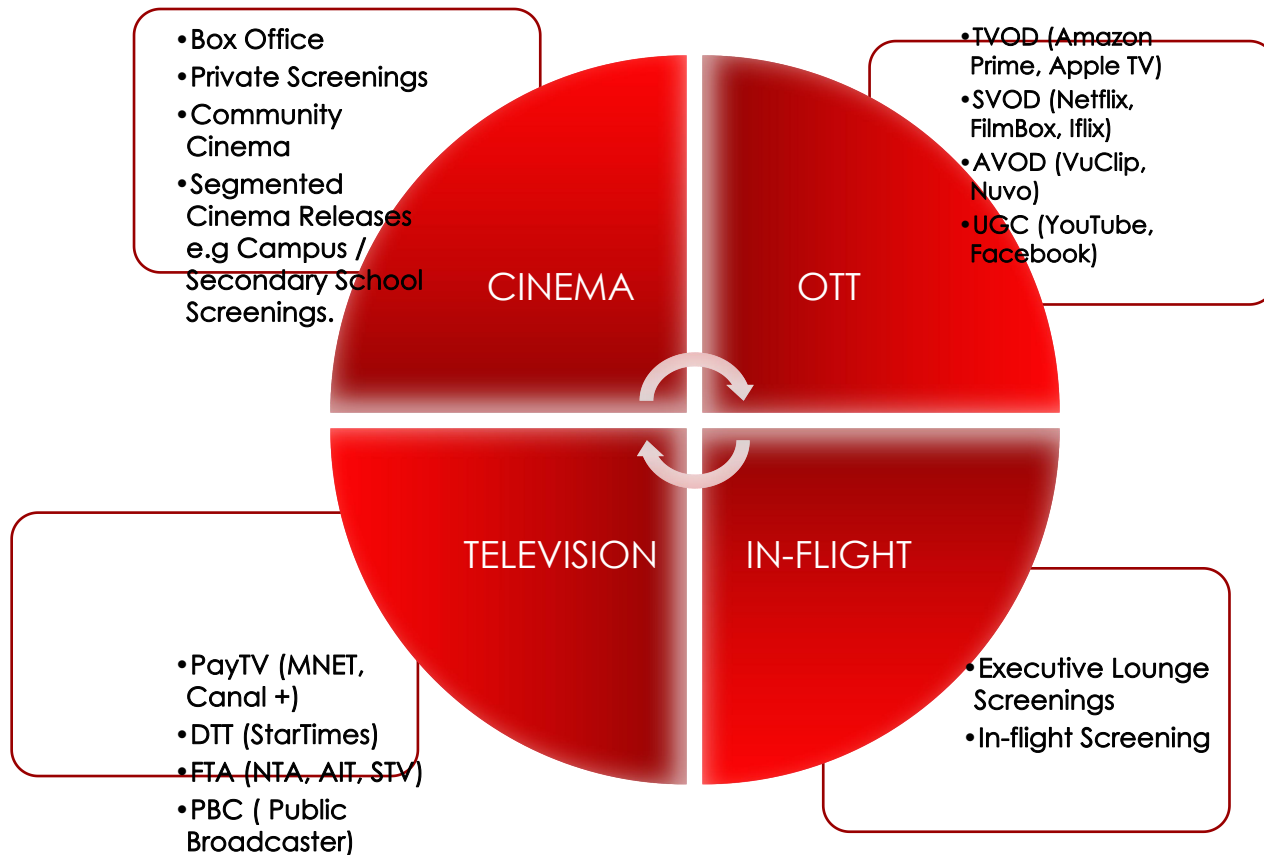 •Box Office
•Private Screenings
•Community
Cinema
•Segmented
Cinema Releases
e.g Campus /
Secondary School
Screenings.
•TVOD (Amazon
Prime, Apple TV)
•SVOD (Netflix,
FilmBox, Iflix)
•AVOD (VuClip,
Nuvo)
•UGC (YouTube,
Facebook)
CINEMA
OTT
TELEVISION
IN-FLIGHT
•PayTV (MNET,
Canal +)
•DTT (StarTimes)
•FTA (NTA, AIT, STV)
•PBC ( Public
Broadcaster)
•Executive Lounge
Screenings
•In-flight Screening